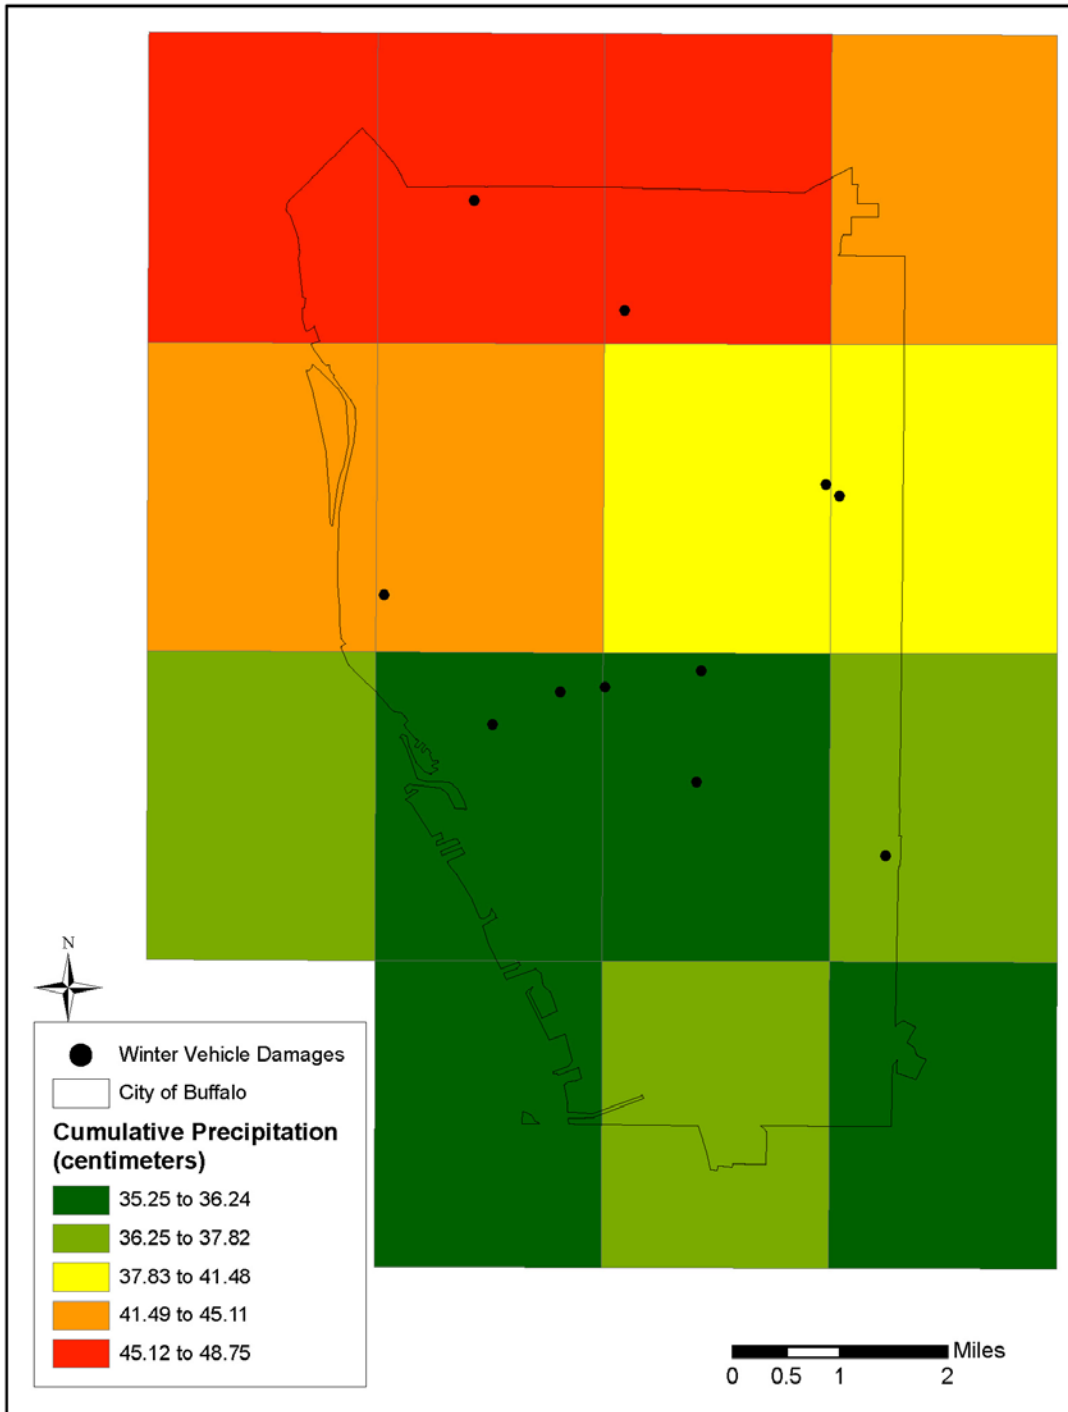 N
Winter Vehicle Damages
City of Buffalo
Cumulative Precipitation
(centimeters)
35.25 to 36.24
36.25 to 37.82
37.83 to 41.48
41.49 to 45.11
45.12 to 48.75
Miles
0 0.5 1 2